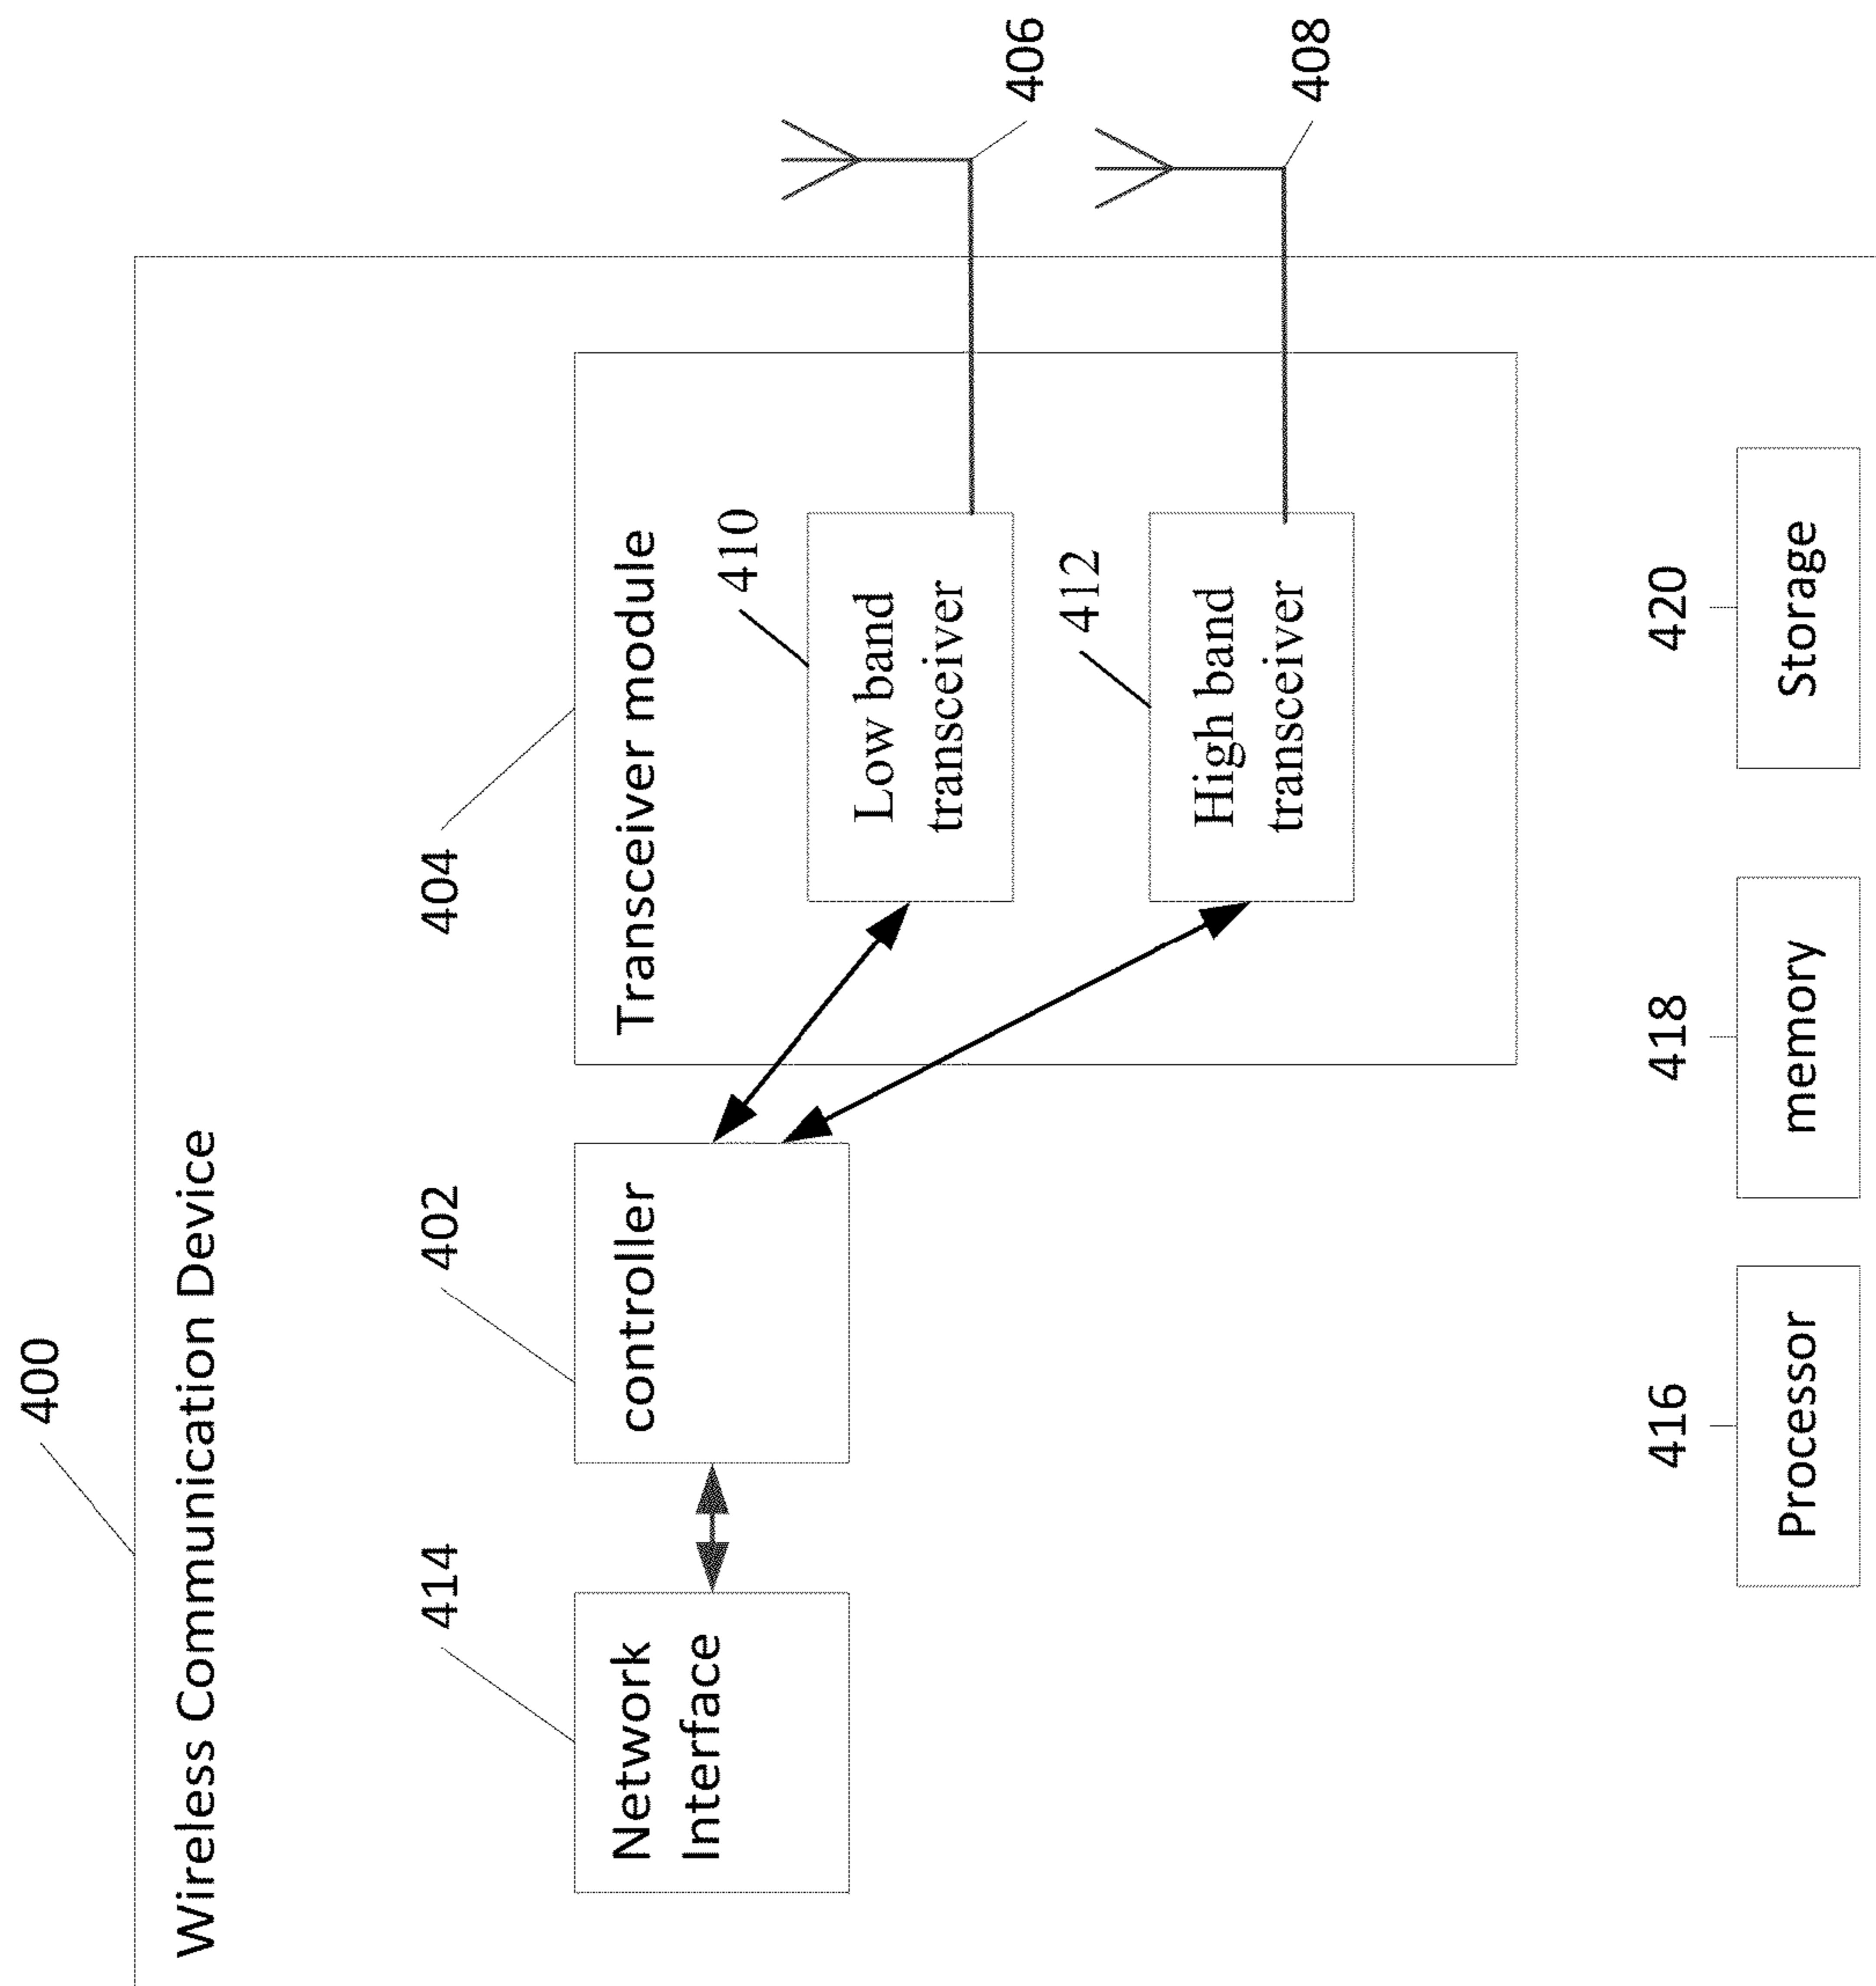 400
Wireless Communication Device
414
402
404
Network
Interface
controller
Transceiver module
410
Low band
transceiver
406
412
High band
transceiver
408
416
418
420
Processor
memory
Storage